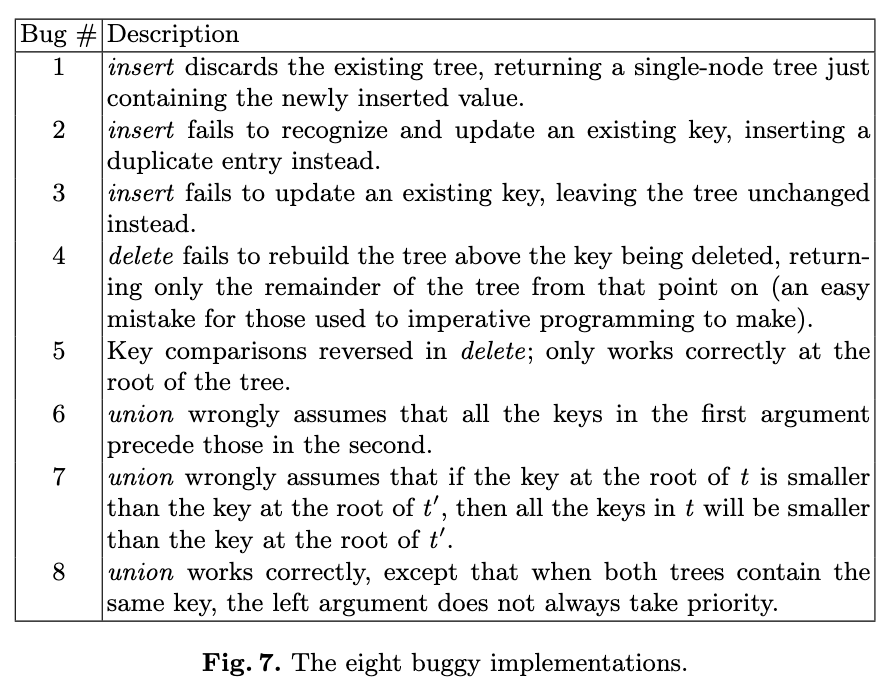 Bug # Description
1 insert discards the existing tree, returning a single-node tree just
containing the newly inserted value.
2 insert fails to recognize and update an existing key, inserting a
duplicate entry instead.
3 insert fails to update an existing key, leaving the tree unchanged
instead.
4 delete fails to rebuild the tree above the key being deleted, return-
ing only the remainder of the tree from that point on (an easy
mistake for those used to imperative programming to make).
5 Key comparisons reversed in delete; only works correctly at the
root of the tree.
6 union wrongly assumes that all the keys in the first argument
precede those in the second.
7 union wrongly assumes that if the key at the root of t is smaller
than the key at the root of t′, then all the keys in t will be smaller
than the key at the root of t′.
8 union works correctly, except that when both trees contain the
same key, the left argument does not always take priority.
Fig. 7. The eight buggy implementations.